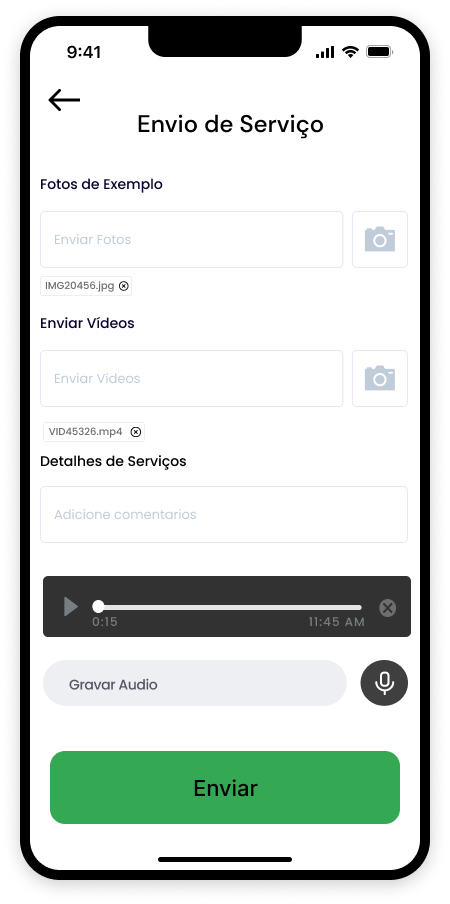 9:41
Envio de Serviço
Fotos de Exemplo
Enviar Fotos
IMG20456.jpg
Enviar Vídeos
Enviar Videos
VID45326.mp4
Detalhes de Serviços
Adicione comentarios
0:15 11:45 AM
Gravar Audio
Enviar